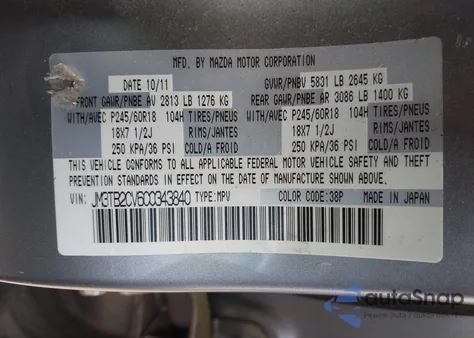 MFD. BY MAZDA MOTOR CORPORATION
DATE 10/11 GVWR/PNBV 5831 LB 2645 KG
FRONT GAWR/PNBE AV 2813 LB 1276 KG REAR GAWR/PNBE AR 3086 LB 1400 KG
WITH/AVEC P245/60R18 104H TIRES/PNEUS WITH/AVEC P245/60R18 104H TIRES/PNEUS
18X7 1/2J RIMS/JANTES 18X7 1/2J RIMS/JANTES
250 KPA/36 PSI COLD/A FROID 250 KPA/36 PSI COLD/A FROID
THIS VEHICLE CONFORMS TO ALL APPLICABLE FEDERAL MOTOR VEHICLE SAFETY AND THEFT
PREVENTION STANDARDS IN EFFECT ON THE DATE OF MANUFACTURE SHOWN ABOVE.
VIN: JM3TB2CV6C0343840 TYPE: MPV COLOR CODE: 38P MADE IN JAPAN
autoSnap